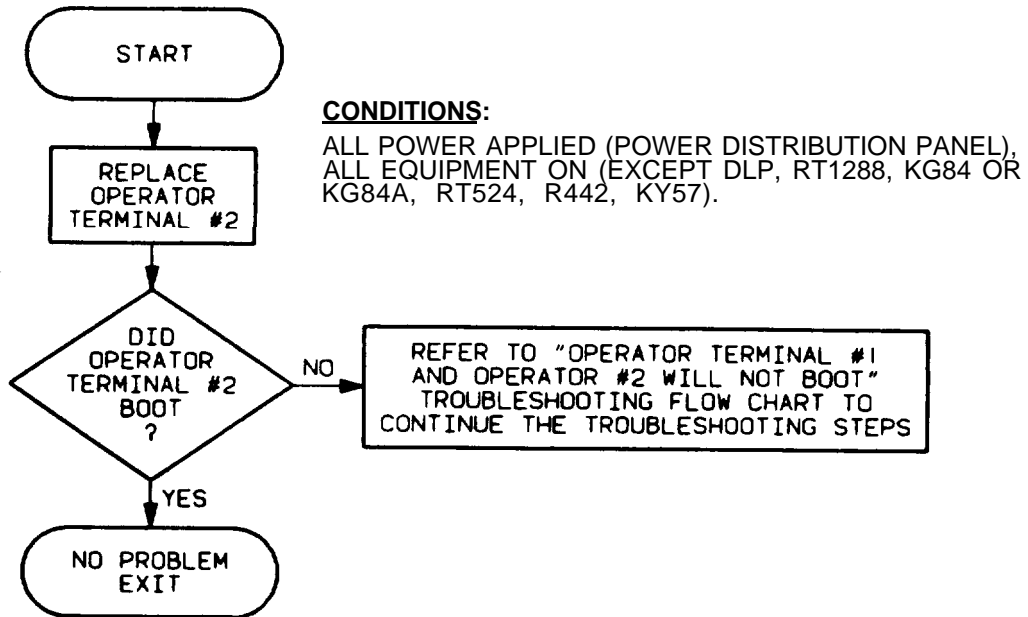 START
CONDITIONS:
ALL POWER APPLIED (POWER DISTRIBUTION PANEL),
ALL EQUIPMENT ON (EXCEPT DLP, RT1288, KG84 OR
KG84A, RT524, R442, KY57).
REPLACE
OPERATOR
TERMINAL #2
DID
OPERATOR
TERMINAL #2
BOOT
?
NO
REFER TO "OPERATOR TERMINAL #1
AND OPERATOR #2 WILL NOT BOOT"
TROUBLESHOOTING FLOW CHART TO
CONTINUE THE TROUBLESHOOTING STEPS
YES
NO PROBLEM
EXIT